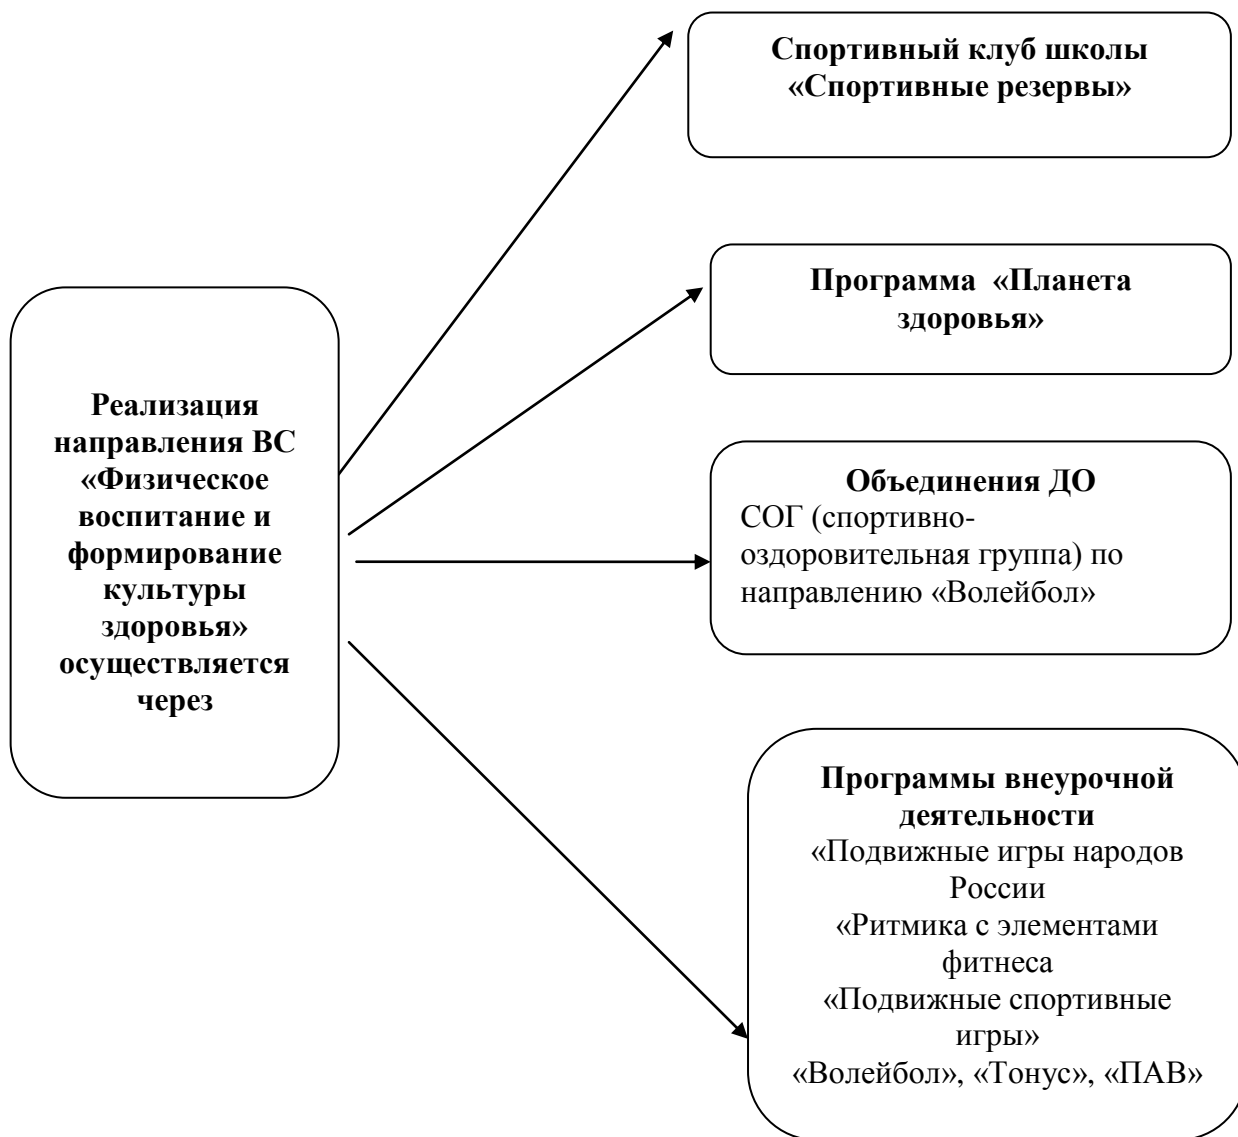 Спортивный клуб школы
«Спортивные резервы»
Программа «Планета
здоровья»
Реализация
направления ВС
«Физическое
воспитание и
формирование
культуры
здоровья»
осуществляется
через
Объединения ДО
СОГ (спортивно-
оздоровительная группа) по
направлению «Волейбол»
Программы внеурочной
деятельности
«Подвижные игры народов
России
«Ритмика с элементами
фитнеса
«Подвижные спортивные
игры»
«Волейбол», «Тонус», «ПАВ»